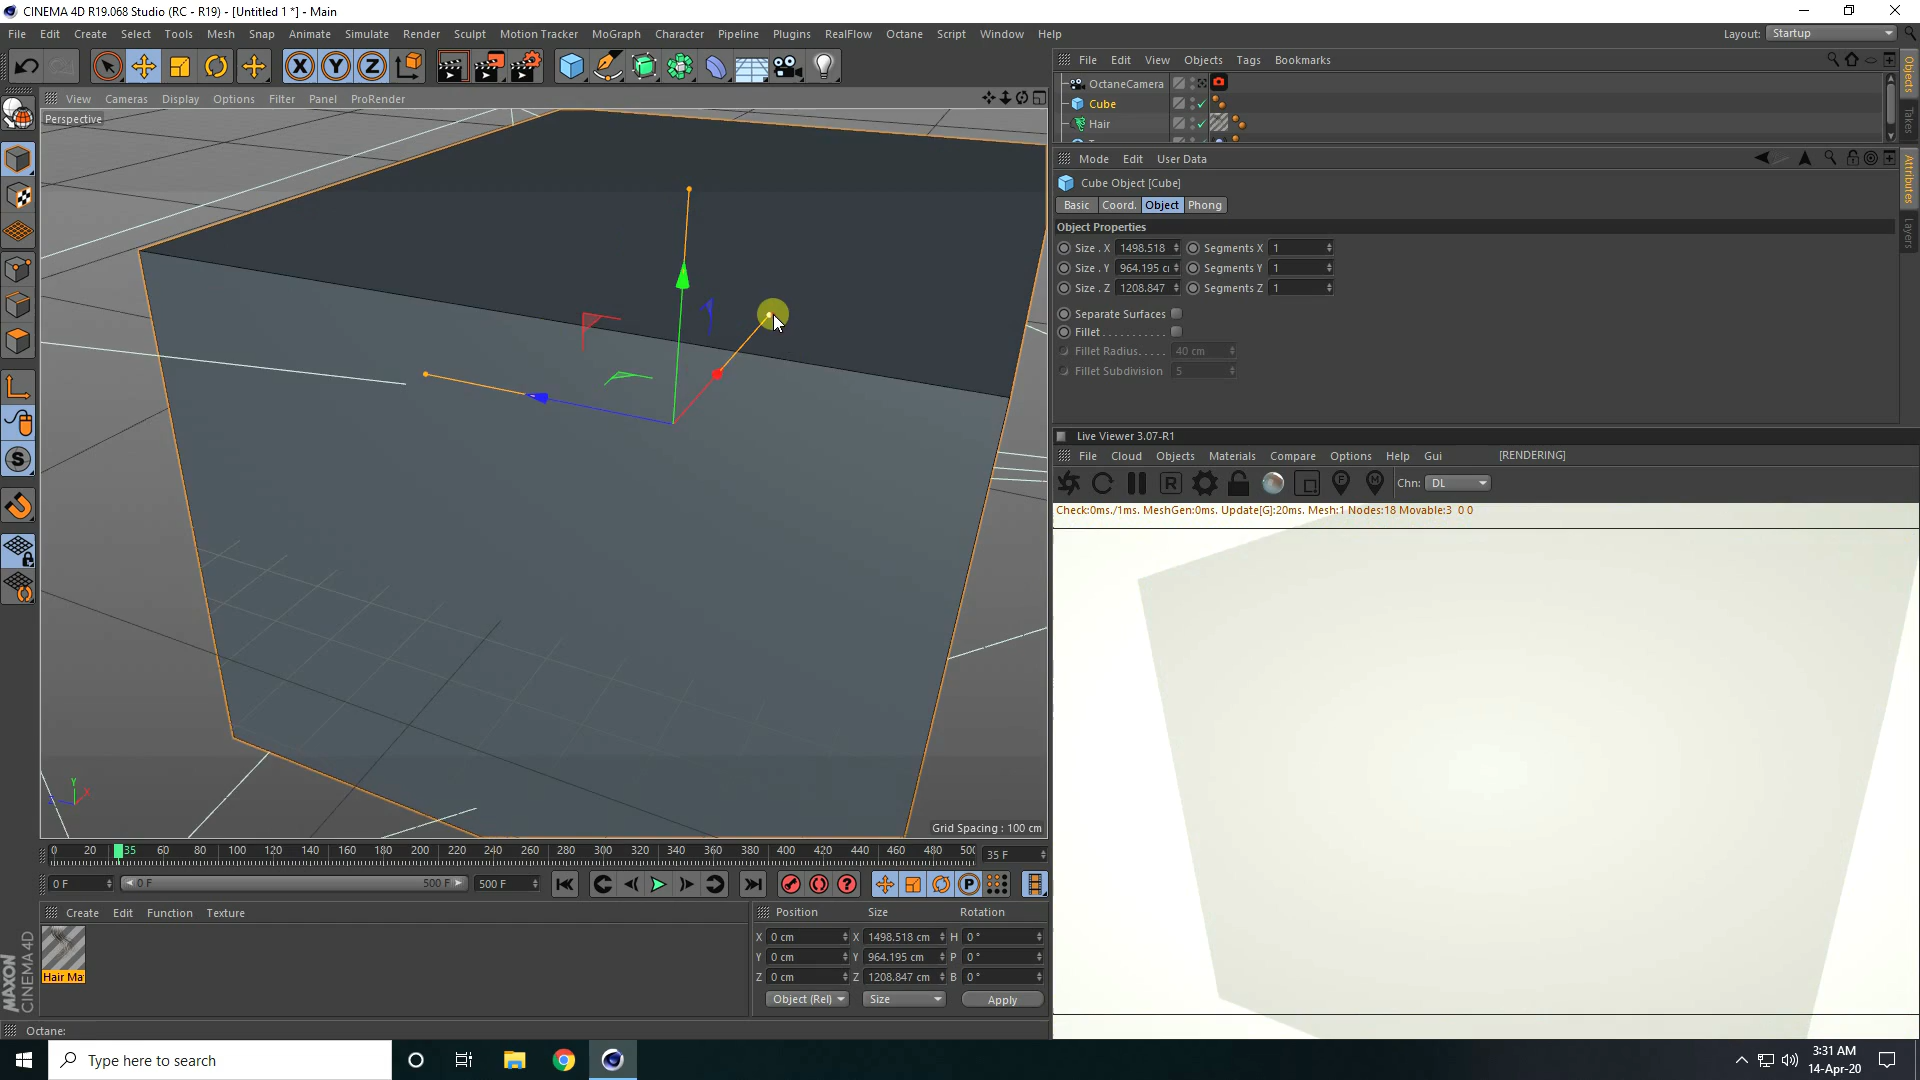 CINEMA 4D R19.068 Studio (RC - R19) - [Untitled 1 *] - Main
File Edit Create Select Tools Mesh Snap Animate Simulate Render Sculpt Motion Tracker MoGraph Character Pipeline Plugins RealFlow Octane Script Window Help
Layout: Startup
View Cameras Display Options Filter Panel ProRender
Perspective
File Edit View Objects Tags Bookmarks
OctaneCamera
Cube
Hair
Objects
Takes
Mode Edit User Data
Cube Object [Cube]
Basic Coord. Object Phong
Attributes
Layers
Object Properties
Size . X 1498.518 Segments X 1
Size . Y 964.195 c Segments Y 1
Size . Z 1208.847 Segments Z 1
Separate Surfaces
Fillet
Fillet Radius 40 cm
Fillet Subdivision 5
Live Viewer 3.07-R1
File Cloud Objects Materials Compare Options Help Gui [RENDERING]
Chn: DL
Check:0ms./1ms. MeshGen:0ms. Update[G]:20ms. Mesh:1 Nodes:18 Movable:3 0 0
Y
X
Z
Grid Spacing : 100 cm
0 20 35 60 80 100 120 140 160 180 200 220 240 260 280 300 320 340 360 380 400 420 440 460 480 500 35 F
0 F 0 F 500 F 500 F
Create Edit Function Texture
Hair Ma
MAXON
CINEMA 4D
Position Size Rotation
X 0 cm X 1498.518 cm H 0 °
Y 0 cm Y 964.195 cm P 0 °
Z 0 cm Z 1208.847 cm B 0 °
Object (Rel) Size Apply
Octane:
Type here to search
3:31 AM
14-Apr-20